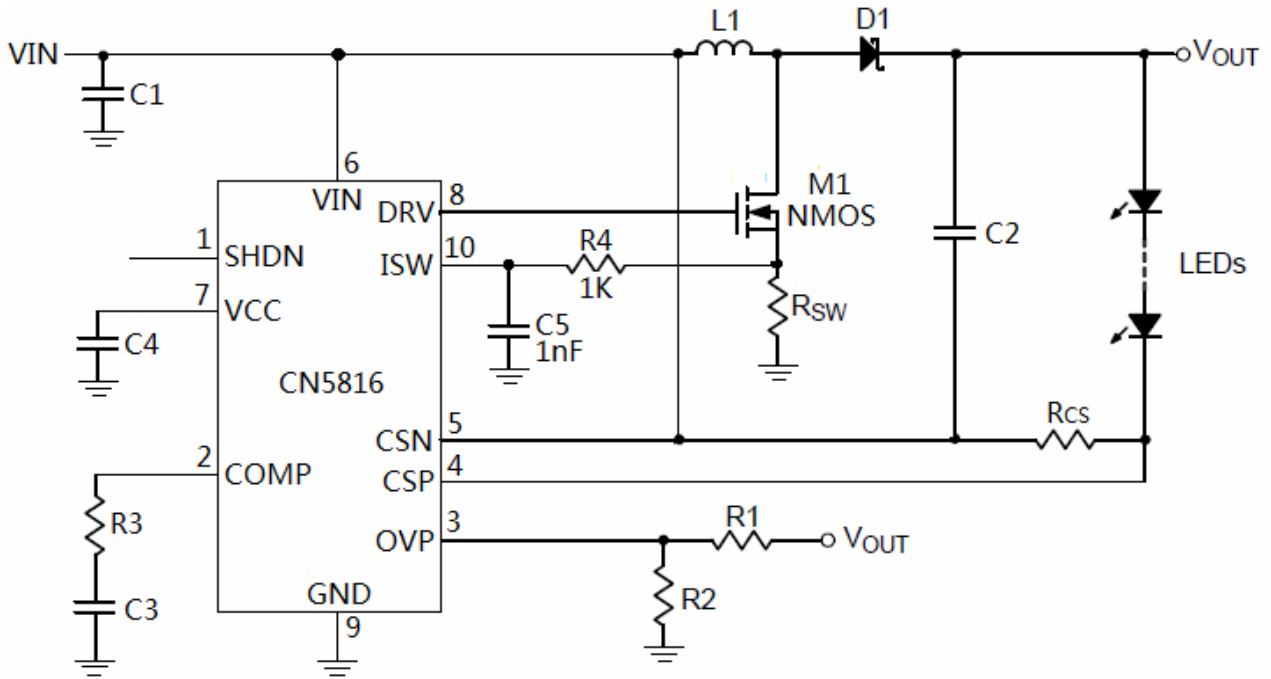 L1
D1
VIN
VOUT
C1
6
VIN
8
DRV
M1
NMOS
1
SHDN
10
ISW
R4
1K
C2
LEDs
7
VCC
RSW
C4
C5
1nF
CN5816
RCS
5
CSN
2
COMP
4
CSP
R3
3
OVP
R1
VOUT
C3
GND
R2
9